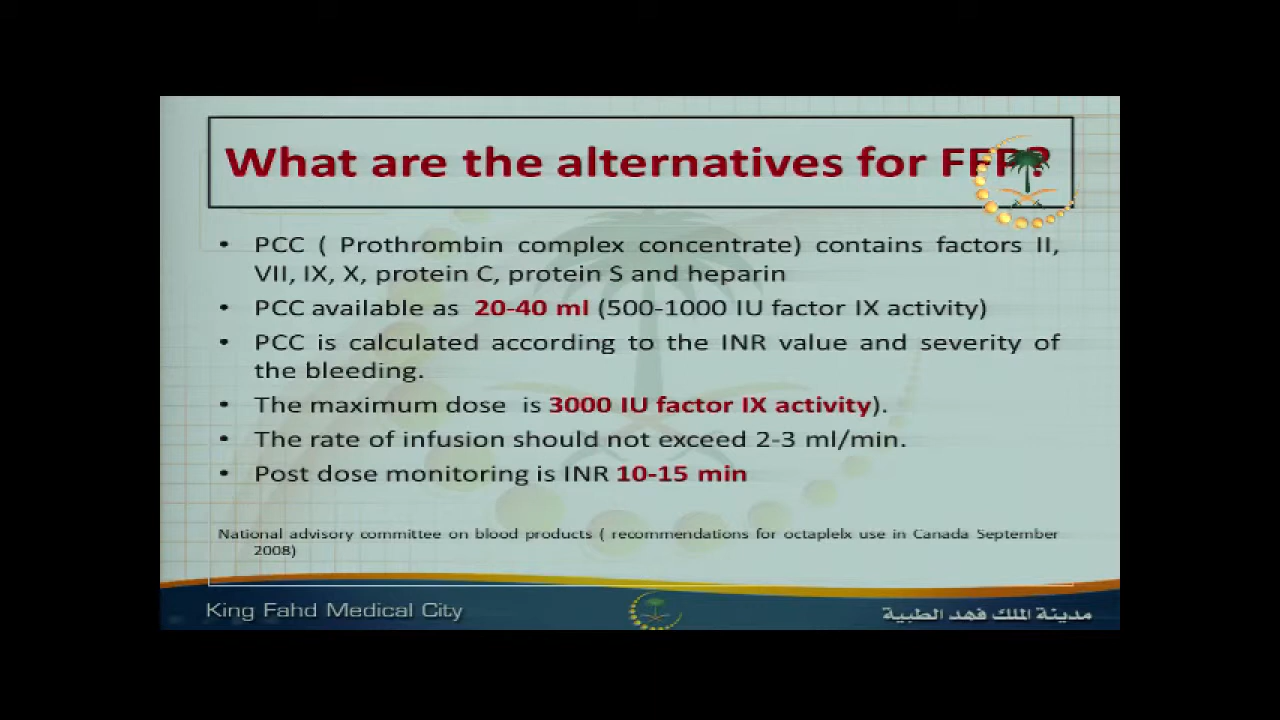 What are the alternatives for FFP?
• PCC ( Prothrombin complex concentrate) contains factors II,
VII, IX, X, protein C, protein S and heparin
• PCC available as 20-40 ml (500-1000 IU factor IX activity)
• PCC is calculated according to the INR value and severity of
the bleeding.
• The maximum dose is 3000 IU factor IX activity).
• The rate of infusion should not exceed 2-3 ml/min.
• Post dose monitoring is INR 10-15 min
National advisory committee on blood products ( recommendations for octaplelx use in Canada September
2008)
King Fahd Medical City
مدينة الملك فهد الطبية